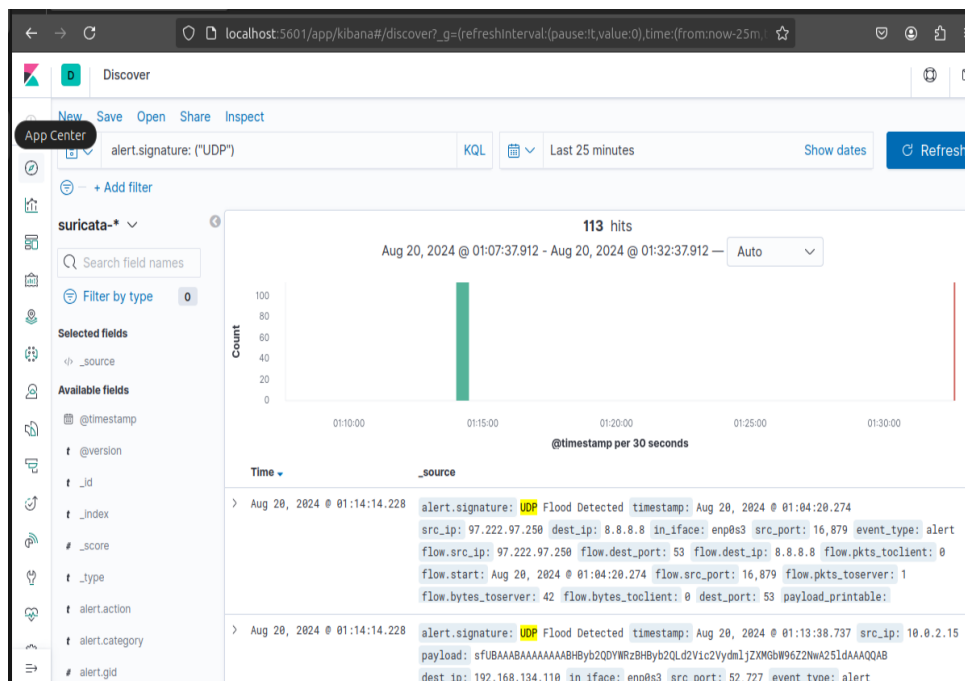 localhost:5601/app/kibana#/discover?_g=(refreshInterval:(pause:!t,value:0),time:(from:now-25m,
D Discover
New Save Open Share Inspect
App Center
alert.signature: ("UDP") KQL Last 25 minutes Show dates Refresh
+ Add filter
suricata-*
Search field names
Filter by type 0
Selected fields
</> _source
Available fields
@timestamp
t @version
t _id
t _index
# _score
t _type
t alert.action
t alert.category
# alert.gid
113 hits
Aug 20, 2024 @ 01:07:37.912 - Aug 20, 2024 @ 01:32:37.912 — Auto
Count
100
80
60
40
20
0
01:10:00 01:15:00 01:20:00 01:25:00 01:30:00
@timestamp per 30 seconds
Time _source
Aug 20, 2024 @ 01:14:14.228 alert.signature: UDP Flood Detected timestamp: Aug 20, 2024 @ 01:04:20.274
src_ip: 97.222.97.250 dest_ip: 8.8.8.8 in_iface: enp0s3 src_port: 16,879 event_type: alert
flow.src_ip: 97.222.97.250 flow.dest_port: 53 flow.dest_ip: 8.8.8.8 flow.pkts_toclient: 0
flow.start: Aug 20, 2024 @ 01:04:20.274 flow.src_port: 16,879 flow.pkts_toserver: 1
flow.bytes_toserver: 42 flow.bytes_toclient: 0 dest_port: 53 payload_printable:
Aug 20, 2024 @ 01:14:14.228 alert.signature: UDP Flood Detected timestamp: Aug 20, 2024 @ 01:13:38.737 src_ip: 10.0.2.15
payload: sfUBAAABAAAAAAABHByb2QDYWRzBHByb2QLd2Vic2VydmljZXMGbW96Z2NwA25ldAAAQQAB
dest_ip: 192.168.134.110 in_iface: enp0s3 src_port: 52,727 event_type: alert